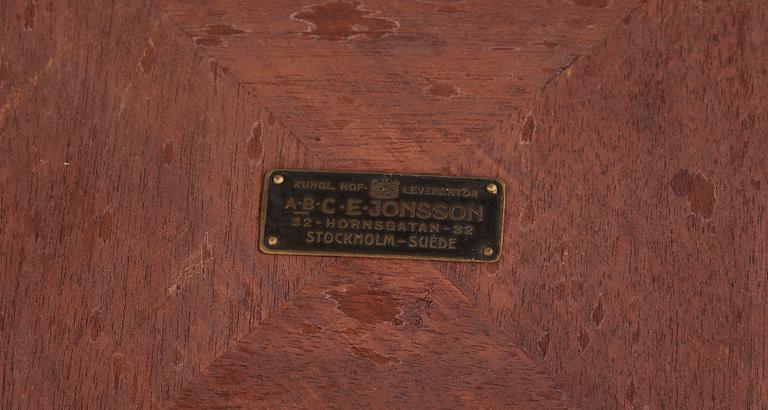 KUNGL. HOF- LEVERANTÖR
A.B. C.E. JONSSON
32 - HORNSGATAN - 32
STOCKHOLM - SUÈDE